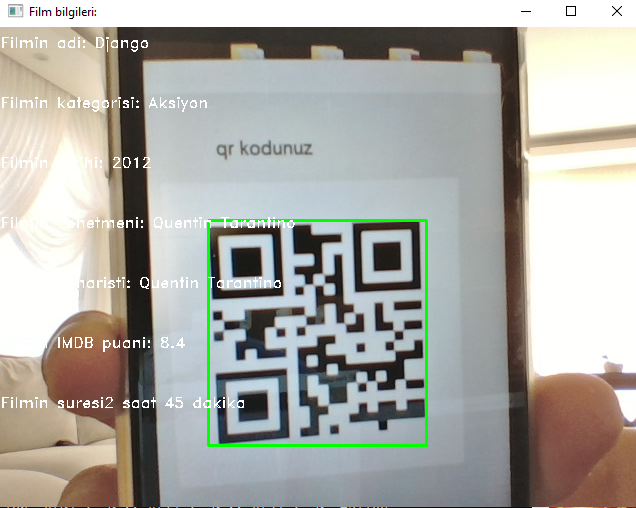 Film bilgileri:
Filmin adi: Django
Filmin kategorisi: Aksiyon
qr kodunuz
2012
Quentin Tarantino
Quentin Tarantino
IMDB puani: 8.4
Filmin suresi2 saat 45 dakika